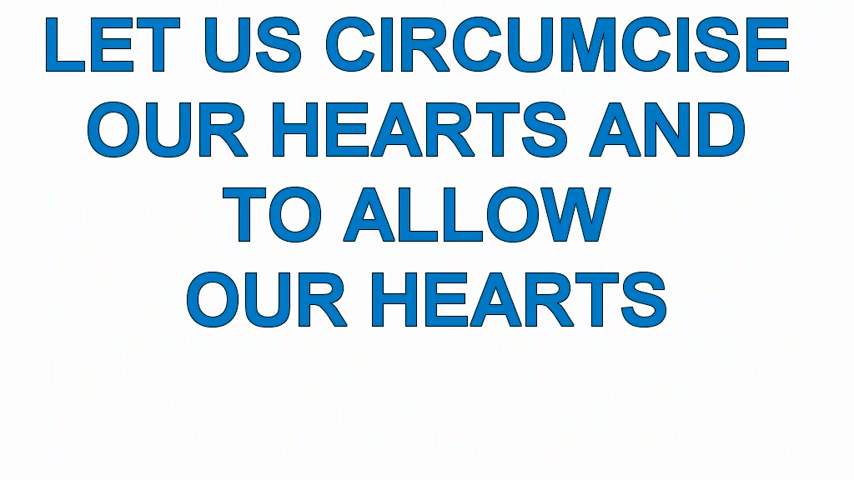 LET US CIRCUMCISE
OUR HEARTS AND
TO ALLOW
OUR HEARTS